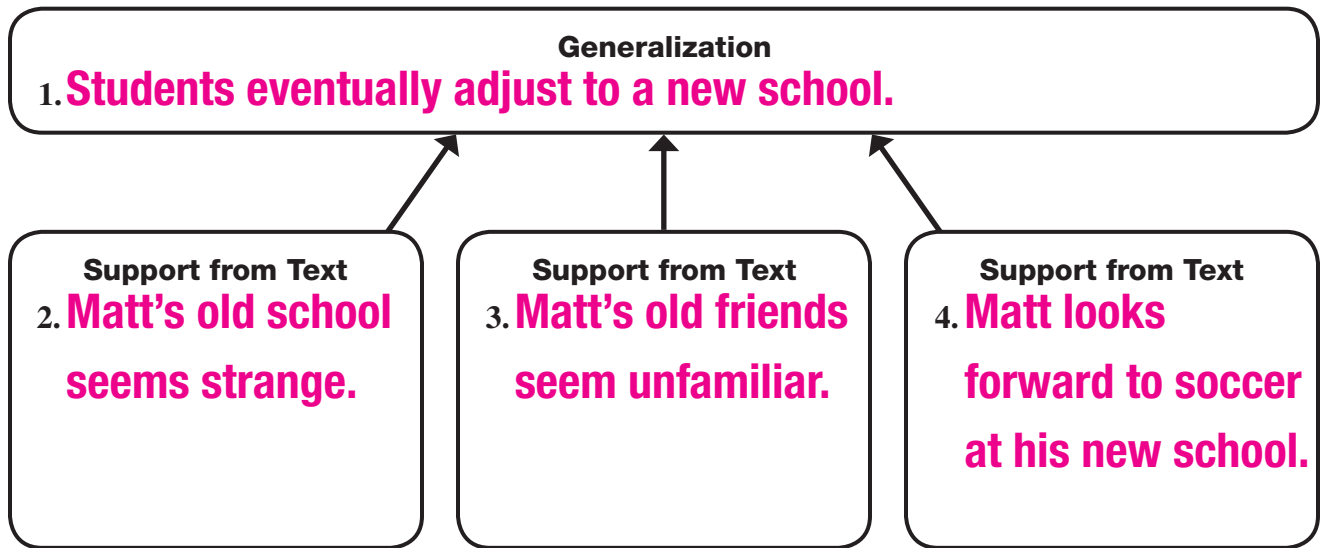 Generalization
1. Students eventually adjust to a new school.
Support from Text
2. Matt’s old school
seems strange.
Support from Text
3. Matt’s old friends
seem unfamiliar.
Support from Text
4. Matt looks
forward to soccer
at his new school.